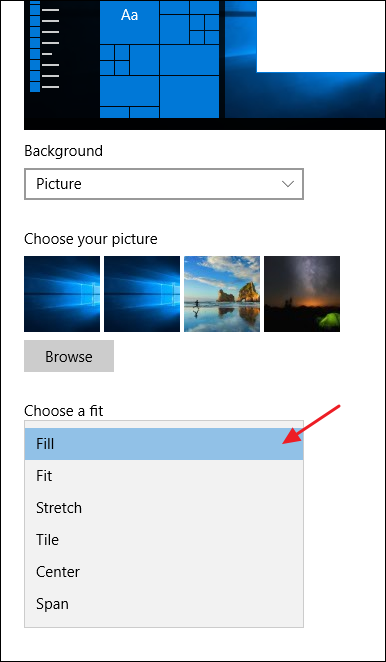 Aa
Background
Picture
Choose your picture
Browse
Choose a fit
Fill
Fit
Stretch
Tile
Center
Span